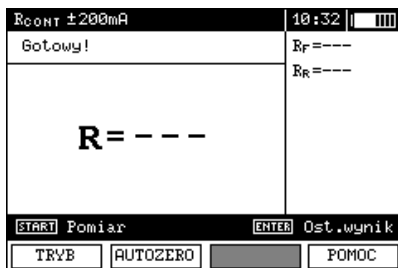 RCONT ±200mA 10:32
Gotowy! RF=---
RR=---
R=---
START Pomiar ENTER Ost.wynik
TRYB AUTOZERO POMOC